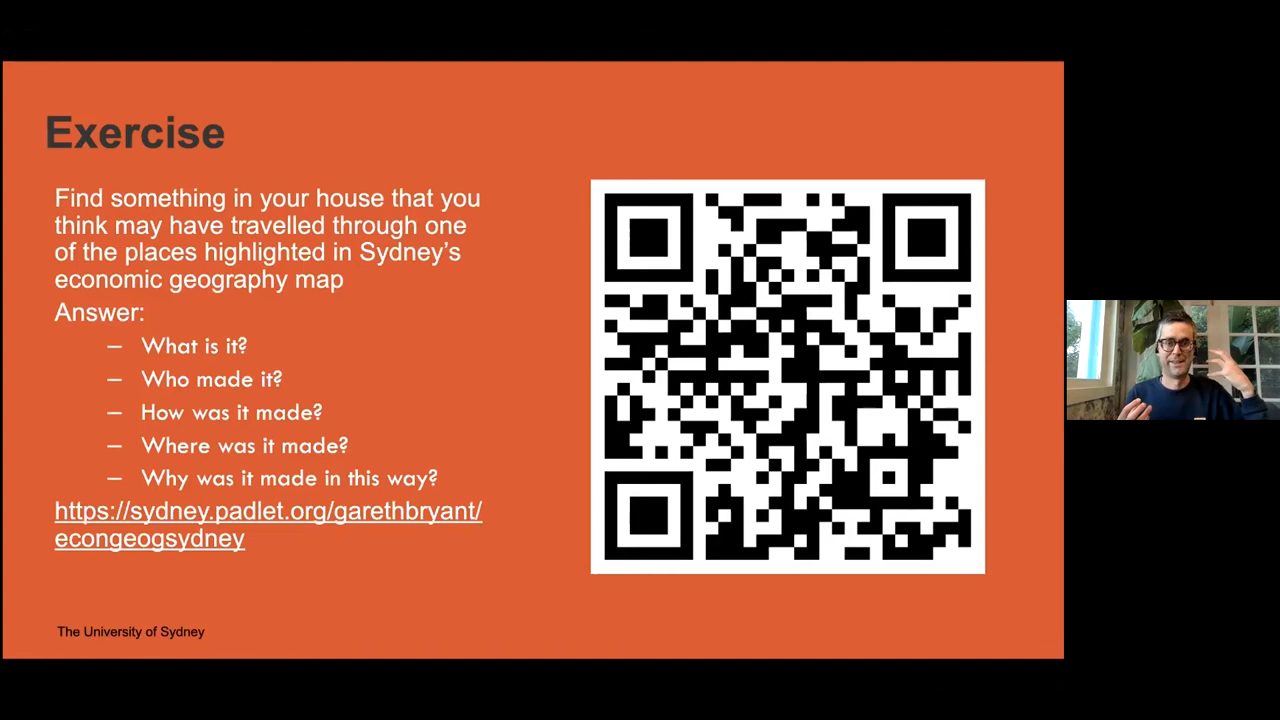 Exercise
Find something in your house that you
think may have travelled through one
of the places highlighted in Sydney’s
economic geography map
Answer:
– What is it?
– Who made it?
– How was it made?
– Where was it made?
– Why was it made in this way?
https://sydney.padlet.org/garethbryant/
econgeogsydney
The University of Sydney